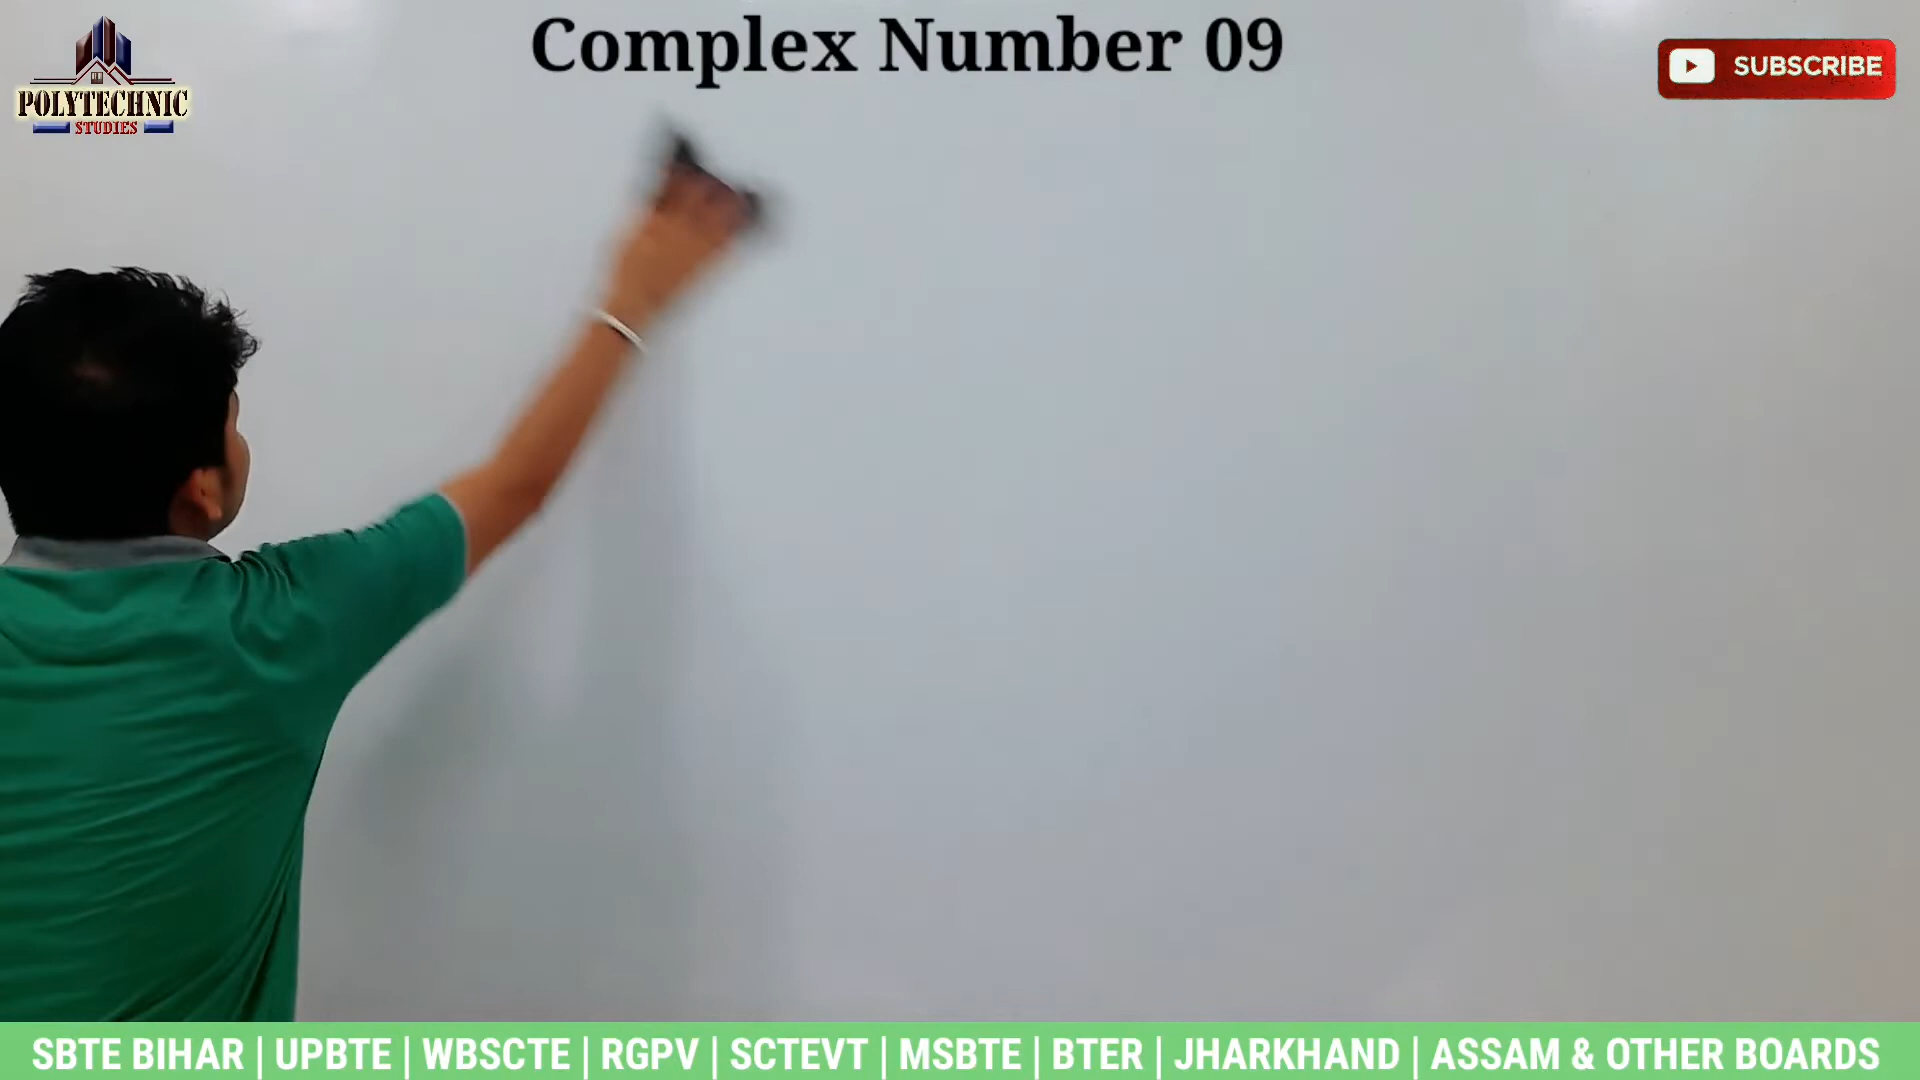 Complex Number 09
SUBSCRIBE
POLYTECHNIC
STUDIES
SBTE BIHAR | UPBTE | WBSCTE | RGPV | SCTEVT | MSBTE | BTER | JHARKHAND | ASSAM & OTHER BOARDS